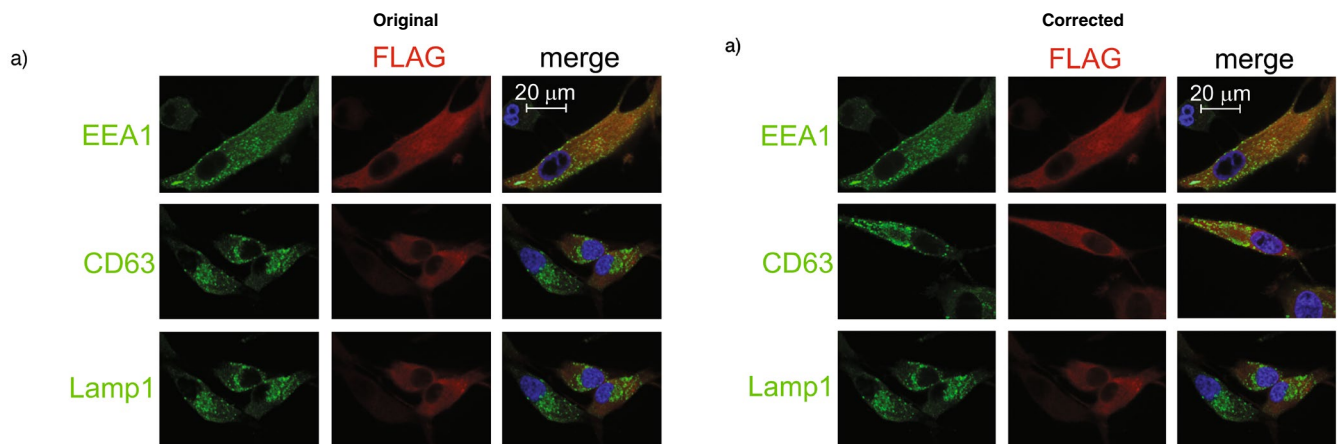 Original
a)
FLAG
merge
EEA1
20 μm
CD63
Lamp1
Corrected
a)
FLAG
merge
EEA1
20 μm
CD63
Lamp1